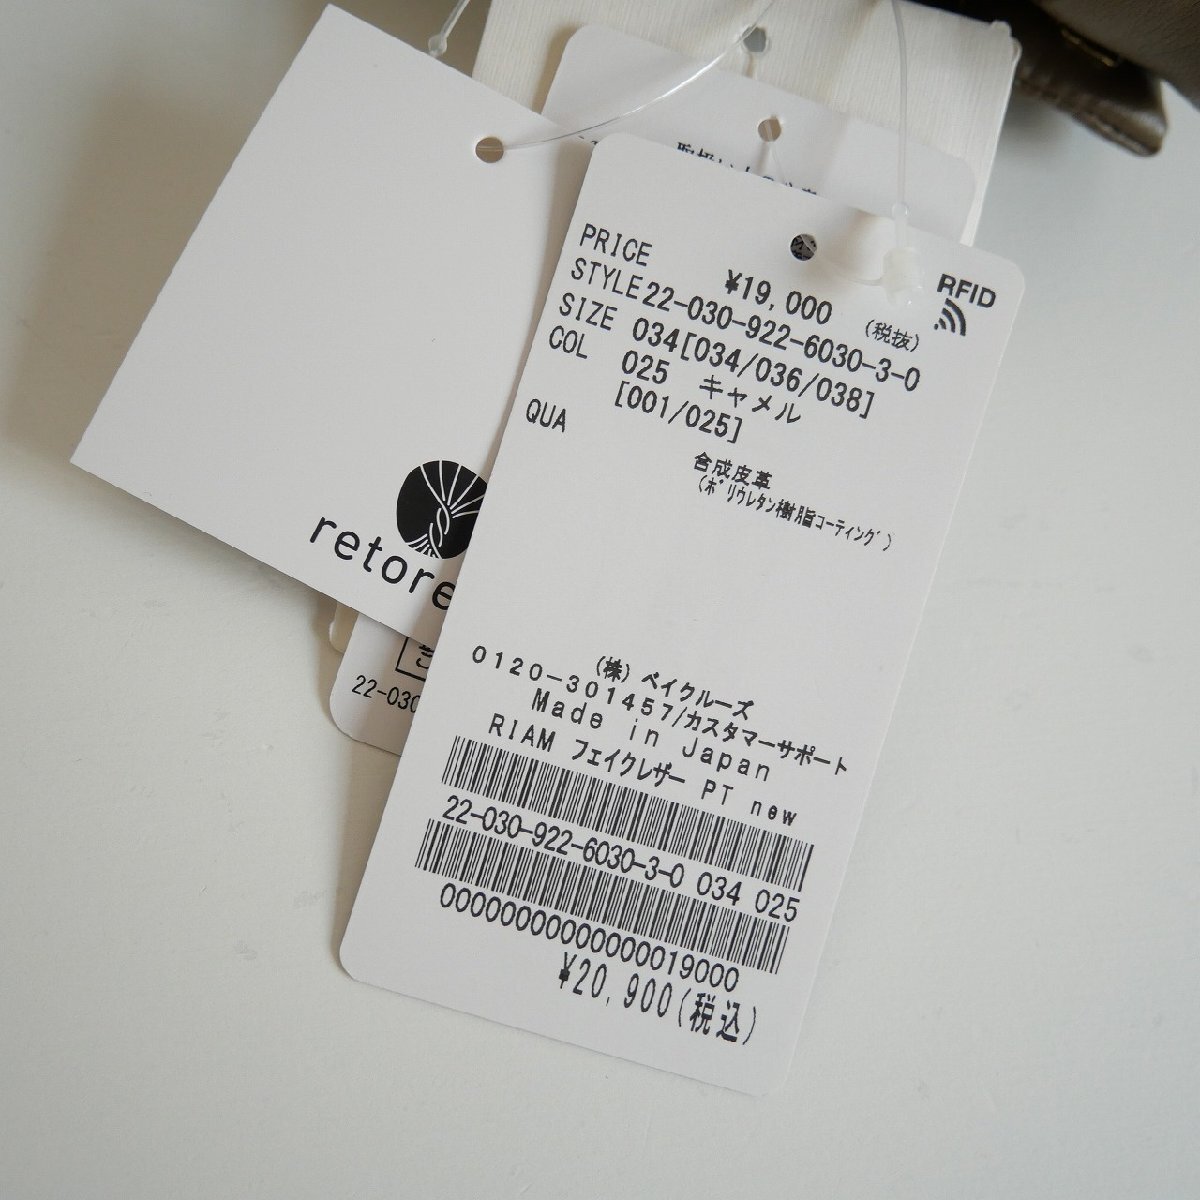 PRICE ¥19,000 (税抜)
RFID
STYLE 22-030-922-6030-3-0
SIZE 034[034/036/038]
COL 025 キャメル
[001/025]
QUA
合成皮革
(ポリウレタン樹脂コーティング)
(株)ベイクルーズ
0120-301457/カスタマーサポート
Made in Japan
RIAM フェイクレザー PT new
22-030-922-6030-3-0 034 025
¥20,900(税込)
retore
22-030